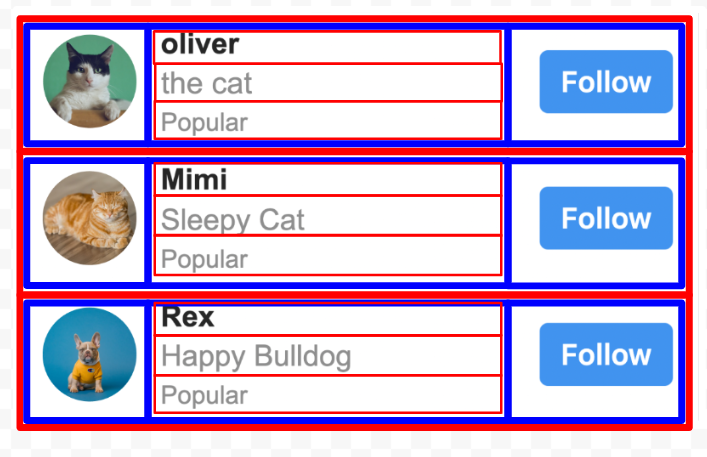 oliver
the cat
Popular
Follow
Mimi
Sleepy Cat
Popular
Follow
Rex
Happy Bulldog
Popular
Follow